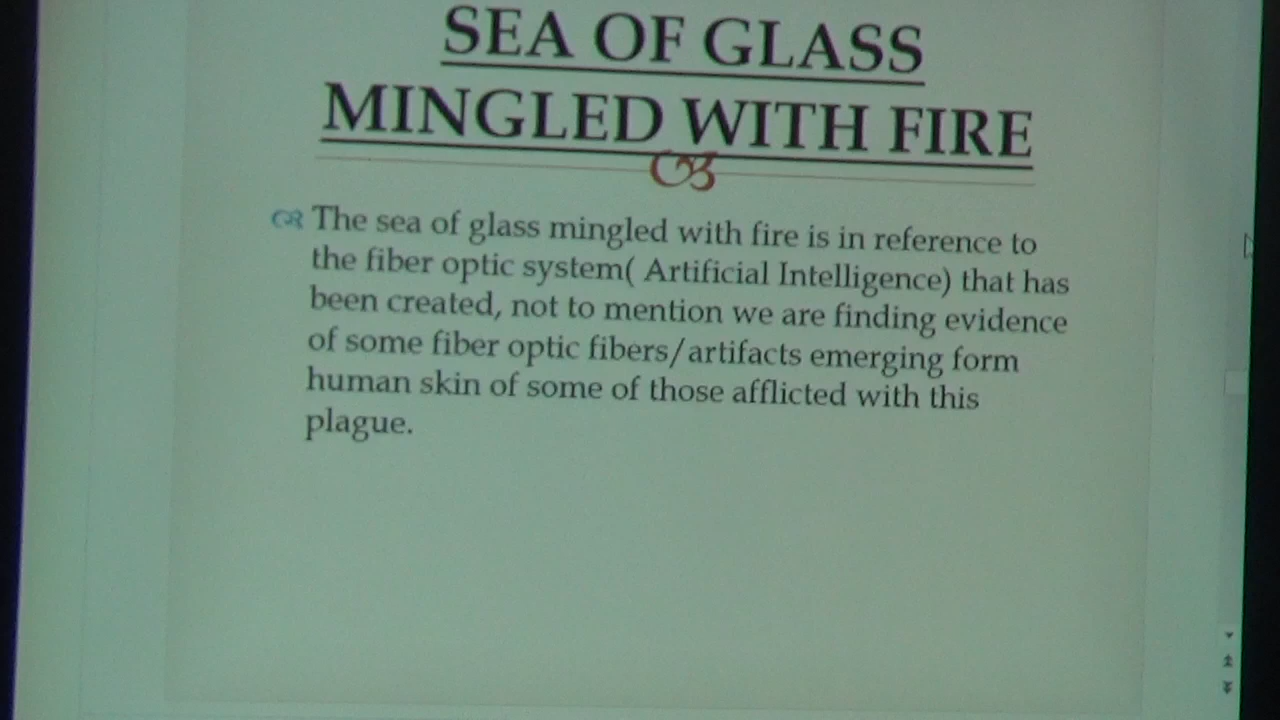 SEA OF GLASS
MINGLED WITH FIRE
The sea of glass mingled with fire is in reference to
the fiber optic system( Artificial Intelligence) that has
been created, not to mention we are finding evidence
of some fiber optic fibers/artifacts emerging form
human skin of some of those afflicted with this
plague.